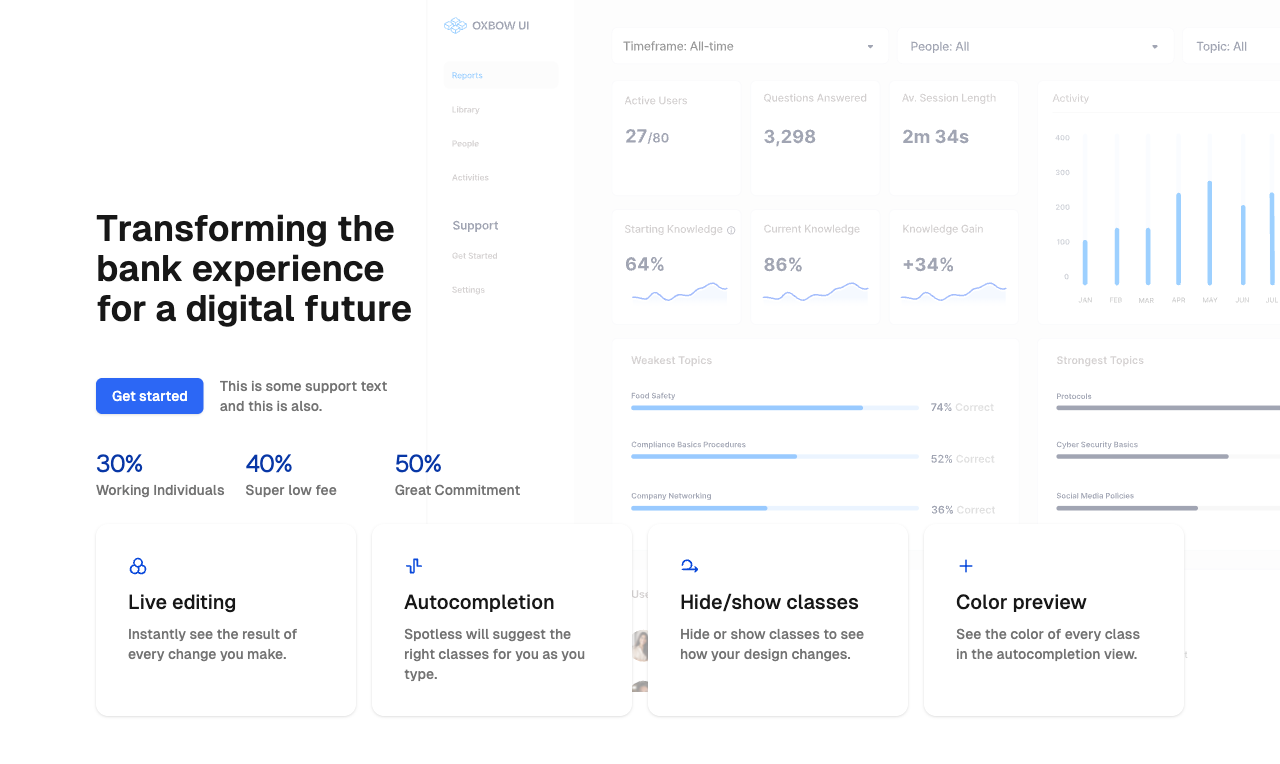 OXBOW UI
Reports
Library
People
Activities
Support
Get Started
Settings
Timeframe: All-time
People: All
Topic: All
Active Users
27/80
Questions Answered
3,298
Av. Session Length
2m 34s
Starting Knowledge
64%
Current Knowledge
86%
Knowledge Gain
+34%
Activity
400
300
200
100
0
JAN FEB MAR APR MAY JUN JUL
Weakest Topics
Food Safety
74% Correct
Compliance Basics Procedures
52% Correct
Company Networking
36% Correct
Strongest Topics
Protocols
Cyber Security Basics
Social Media Policies
Transforming the
bank experience
for a digital future
Get started
This is some support text
and this is also.
30%
Working Individuals
40%
Super low fee
50%
Great Commitment
Live editing
Instantly see the result of
every change you make.
Autocompletion
Spotless will suggest the
right classes for you as you
type.
Hide/show classes
Hide or show classes to see
how your design changes.
Color preview
See the color of every class
in the autocompletion view.